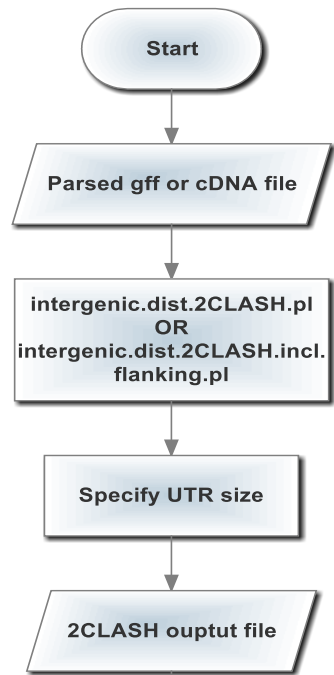 Start
Parsed gff or cDNA file
intergenic.dist.2CLASH.pl
OR
intergenic.dist.2CLASH.incl.
flanking.pl
Specify UTR size
2CLASH ouptut file